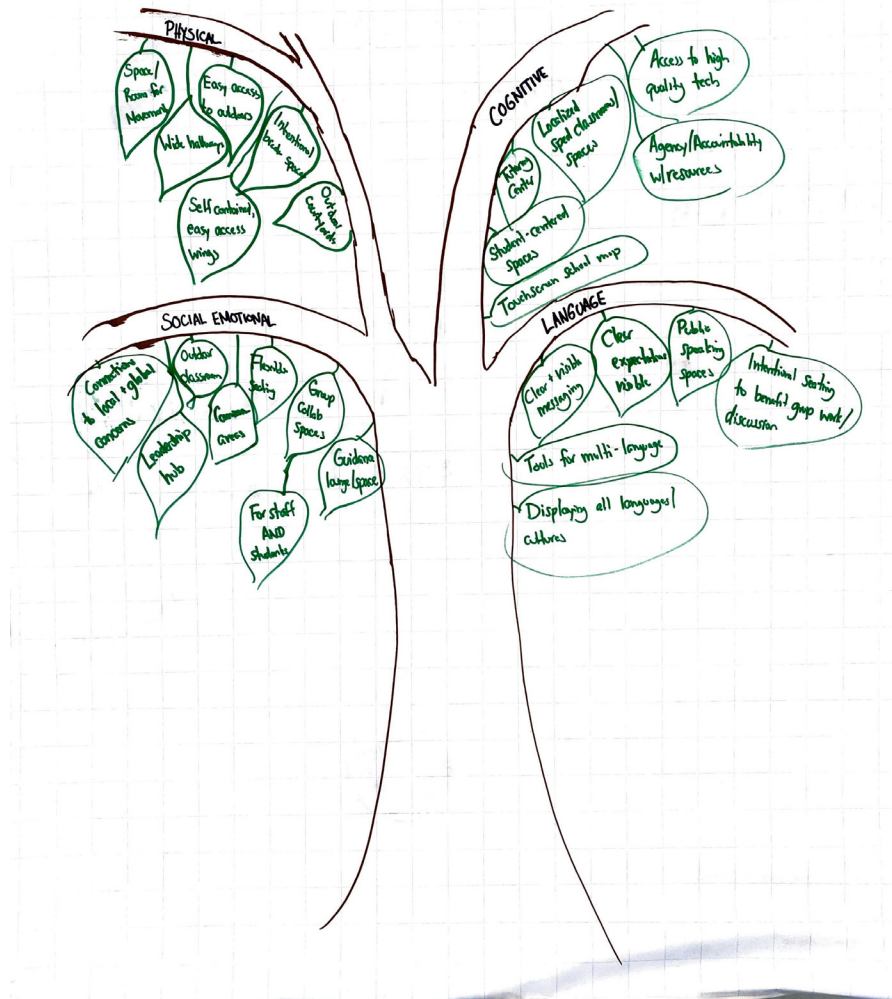 PHYSICAL
Space/
Room for
Movement
Wide hallways
Easy access
to outdoors
Intentional
space
Self contained,
easy access
wings
Outdoor
courtyards
COGNITIVE
Tutoring
Center
Localized
sped classrooms/
spaces
Access to high
quality tech
Agency/Accountability
w/resources
Student-centered
spaces
Touchscreen school map
SOCIAL EMOTIONAL
Connections
to local + global
concerns
Leadership
hub
Outdoor
classroom
Common
areas
Flexible
seating
Group
Collab
Spaces
For staff
AND
students
Guidance
lounge/space
LANGUAGE
Clear + visible
messaging
Clear
expectations
visible
Public
speaking
spaces
Intentional seating
to benefit group work/
discussion
Tools for multi-language
Displaying all languages/
cultures